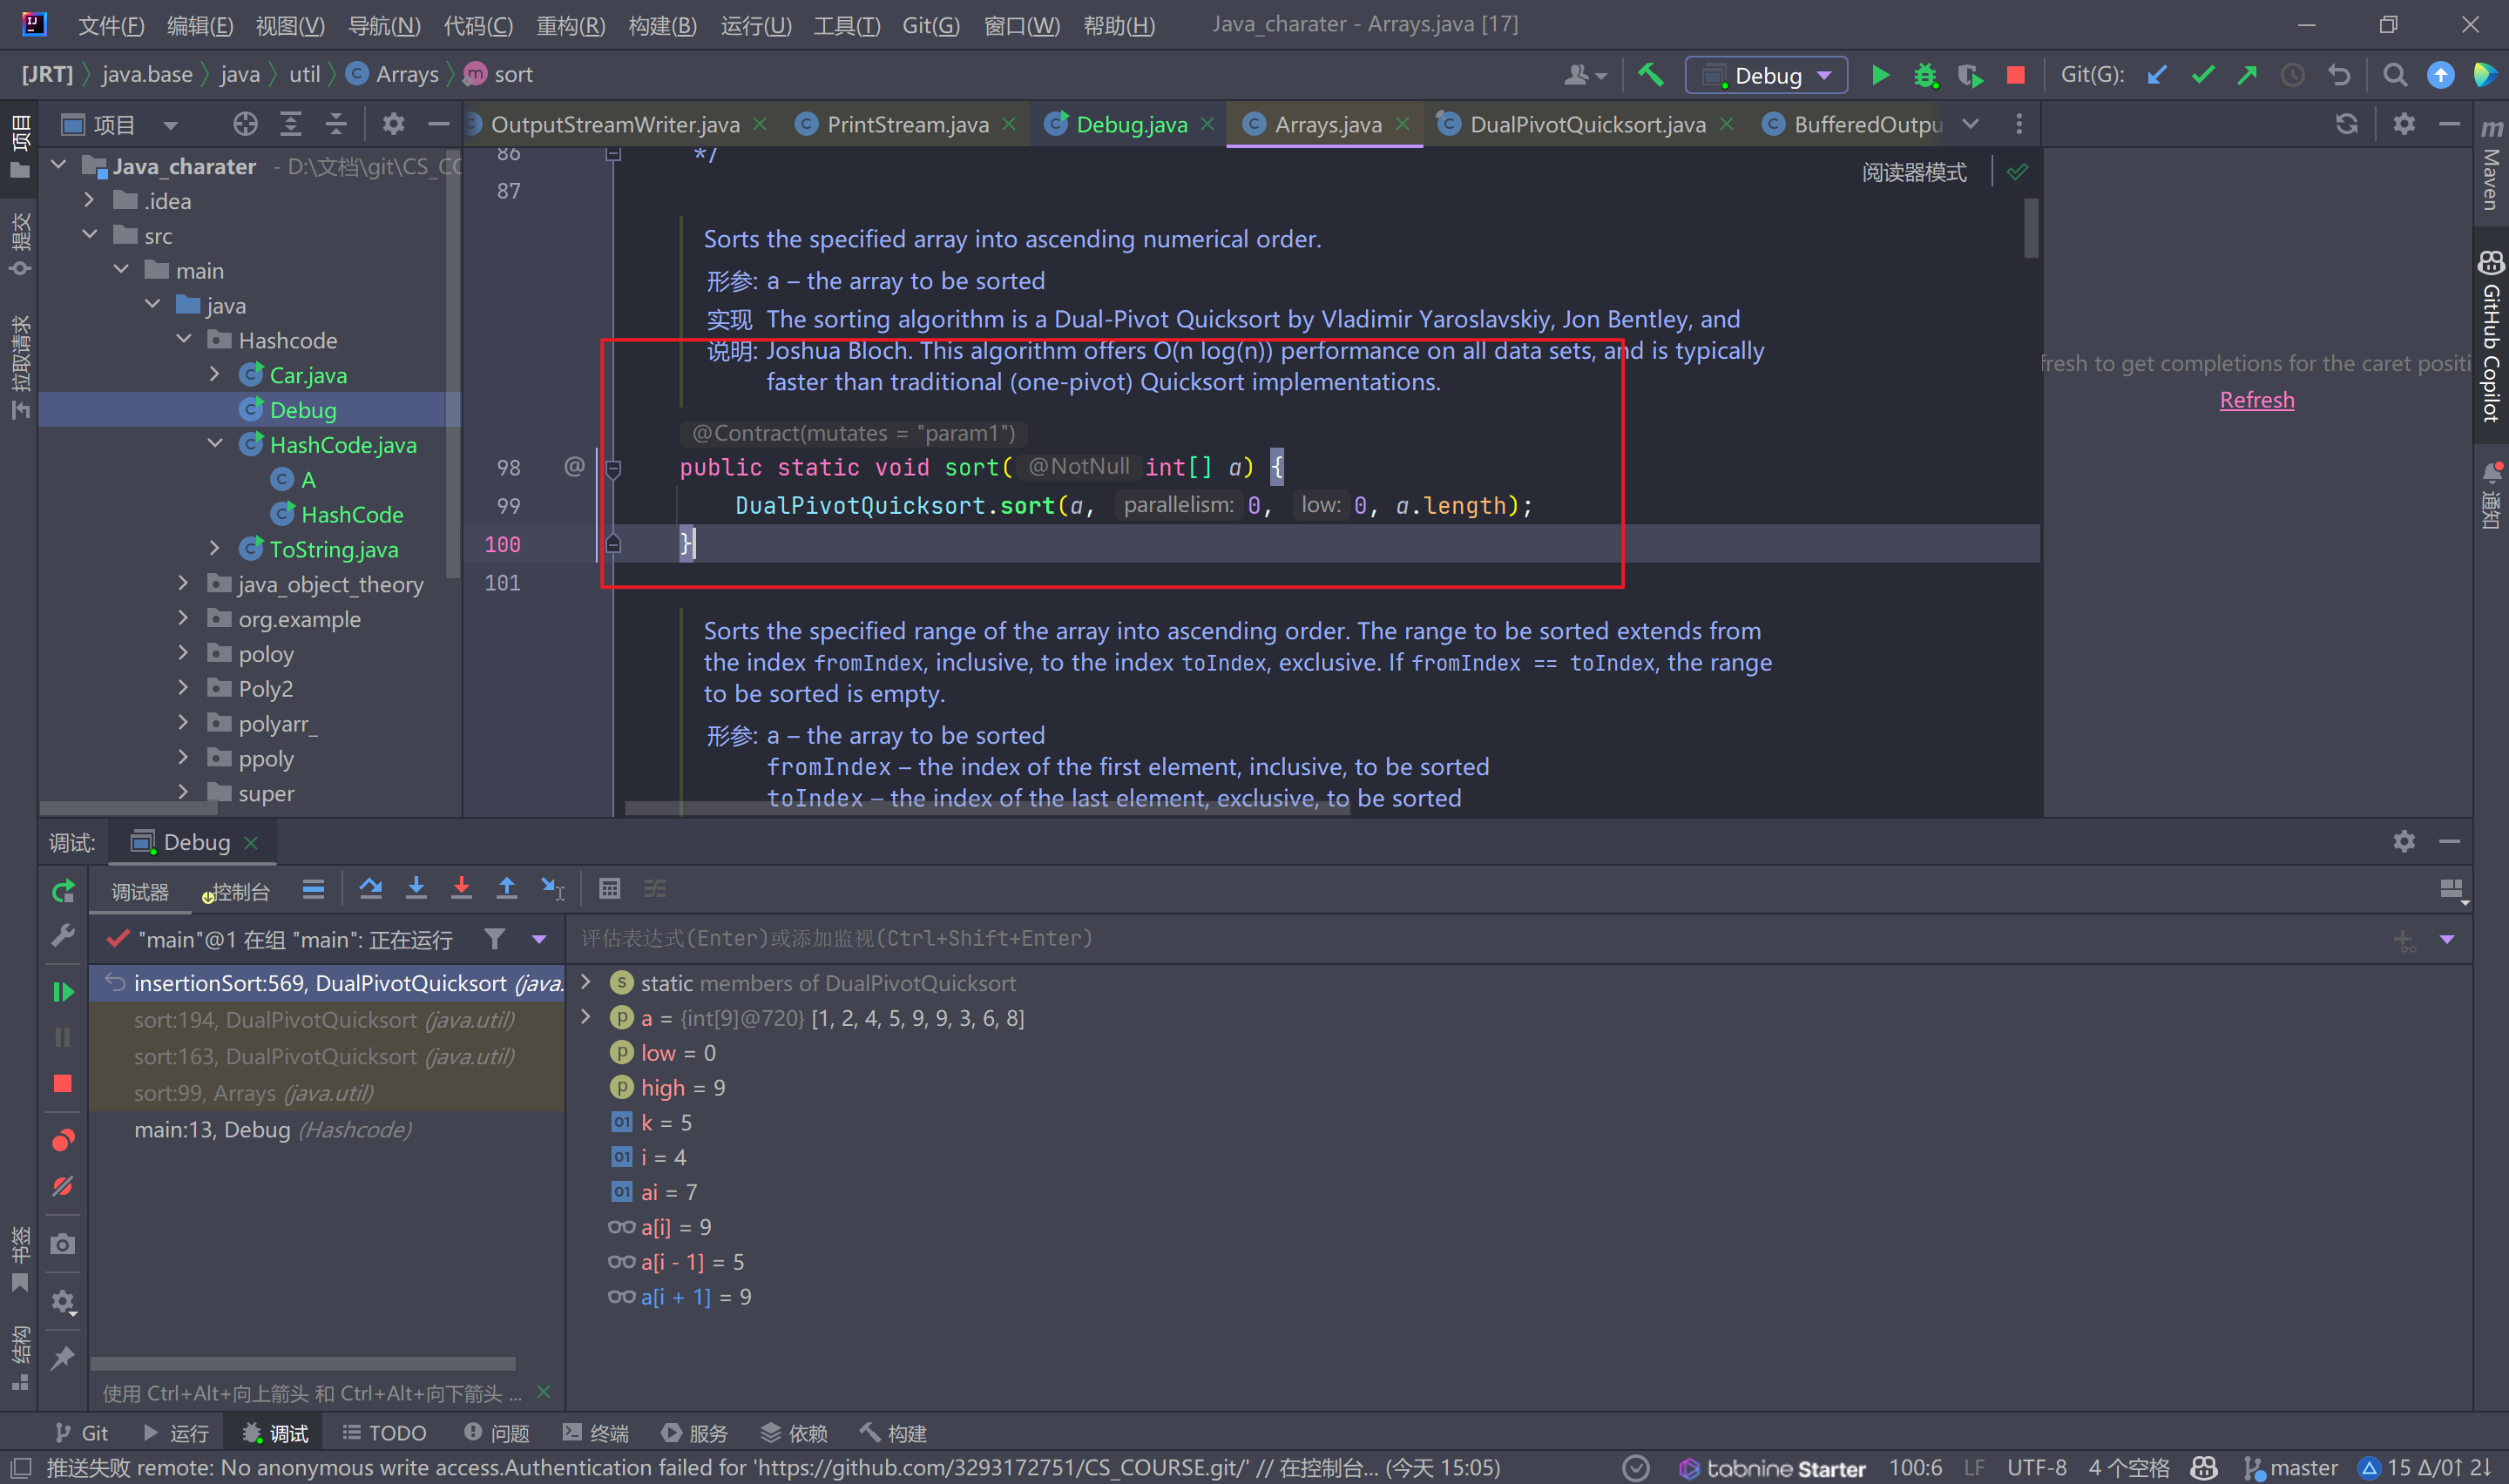 文件(F) 编辑(E) 视图(V) 导航(N) 代码(C) 重构(R) 构建(B) 运行(U) 工具(T) Git(G) 窗口(W) 帮助(H) Java_charater - Arrays.java [17]
[JRT] java.base java util Arrays sort Debug Git(G):
项目 OutputStreamWriter.java PrintStream.java Debug.java Arrays.java DualPivotQuicksort.java BufferedOutpu
项目
提交
拉取请求
书签
结构
Java_charater - D:\文档\git\CS_CO
.idea
src
main
java
Hashcode
Car.java
Debug
HashCode.java
A
HashCode
ToString.java
java_object_theory
org.example
poloy
Poly2
polyarr_
ppoly
super
86 */
87
阅读器模式
Sorts the specified array into ascending numerical order.
形参: a – the array to be sorted
实现 The sorting algorithm is a Dual-Pivot Quicksort by Vladimir Yaroslavskiy, Jon Bentley, and
说明: Joshua Bloch. This algorithm offers O(n log(n)) performance on all data sets, and is typically
faster than traditional (one-pivot) Quicksort implementations.
@Contract(mutates = "param1")
98 @ public static void sort( @NotNull int[] a) {
99 DualPivotQuicksort.sort(a, parallelism: 0, low: 0, a.length);
100 }
101
Sorts the specified range of the array into ascending order. The range to be sorted extends from
the index fromIndex, inclusive, to the index toIndex, exclusive. If fromIndex == toIndex, the range
to be sorted is empty.
形参: a – the array to be sorted
fromIndex – the index of the first element, inclusive, to be sorted
toIndex – the index of the last element, exclusive, to be sorted
fresh to get completions for the caret positi
Refresh
m Maven
GitHub Copilot
通知
调试: Debug
调试器 控制台
"main"@1 在组 "main": 正在运行
评估表达式(Enter)或添加监视(Ctrl+Shift+Enter)
insertionSort:569, DualPivotQuicksort (java.
sort:194, DualPivotQuicksort (java.util)
sort:163, DualPivotQuicksort (java.util)
sort:99, Arrays (java.util)
main:13, Debug (Hashcode)
static members of DualPivotQuicksort
a = {int[9]@720} [1, 2, 4, 5, 9, 9, 3, 6, 8]
low = 0
high = 9
k = 5
i = 4
ai = 7
a[i] = 9
a[i - 1] = 5
a[i + 1] = 9
使用 Ctrl+Alt+向上箭头 和 Ctrl+Alt+向下箭头 ...
Git 运行 调试 TODO 问题 终端 服务 依赖 构建
推送失败 remote: No anonymous write access.Authentication failed for 'https://github.com/3293172751/CS_COURSE.git/' // 在控制台... (今天 15:05) tabnine Starter 100:6 LF UTF-8 4 个空格 master 15 ∆/0↑ 2↓